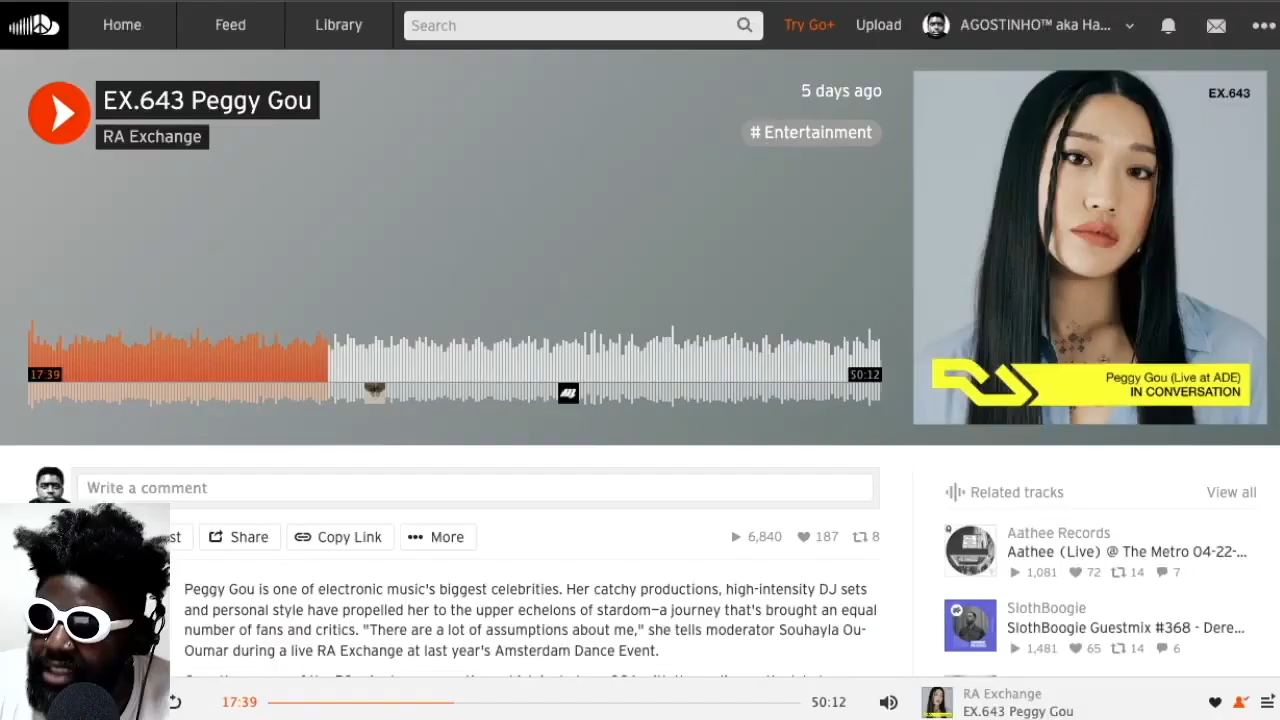 Home
Feed
Library
Search
Try Go+
Upload
AGOSTINHO™ aka Ha...
EX.643 Peggy Gou
RA Exchange
5 days ago
# Entertainment
EX.643
Peggy Gou (Live at ADE)
IN CONVERSATION
17:39
50:12
Write a comment
st
Share
Copy Link
More
6,840
187
8
Peggy Gou is one of electronic music's biggest celebrities. Her catchy productions, high-intensity DJ sets
and personal style have propelled her to the upper echelons of stardom—a journey that's brought an equal
number of fans and critics. "There are a lot of assumptions about me," she tells moderator Souhayla Ou-
Oumar during a live RA Exchange at last year's Amsterdam Dance Event.
Related tracks
View all
Aathee Records
Aathee (Live) @ The Metro 04-22-...
1,081
72
14
7
SlothBoogie
SlothBoogie Guestmix #368 - Dere...
1,481
65
14
6
17:39
50:12
RA Exchange
EX.643 Peggy Gou